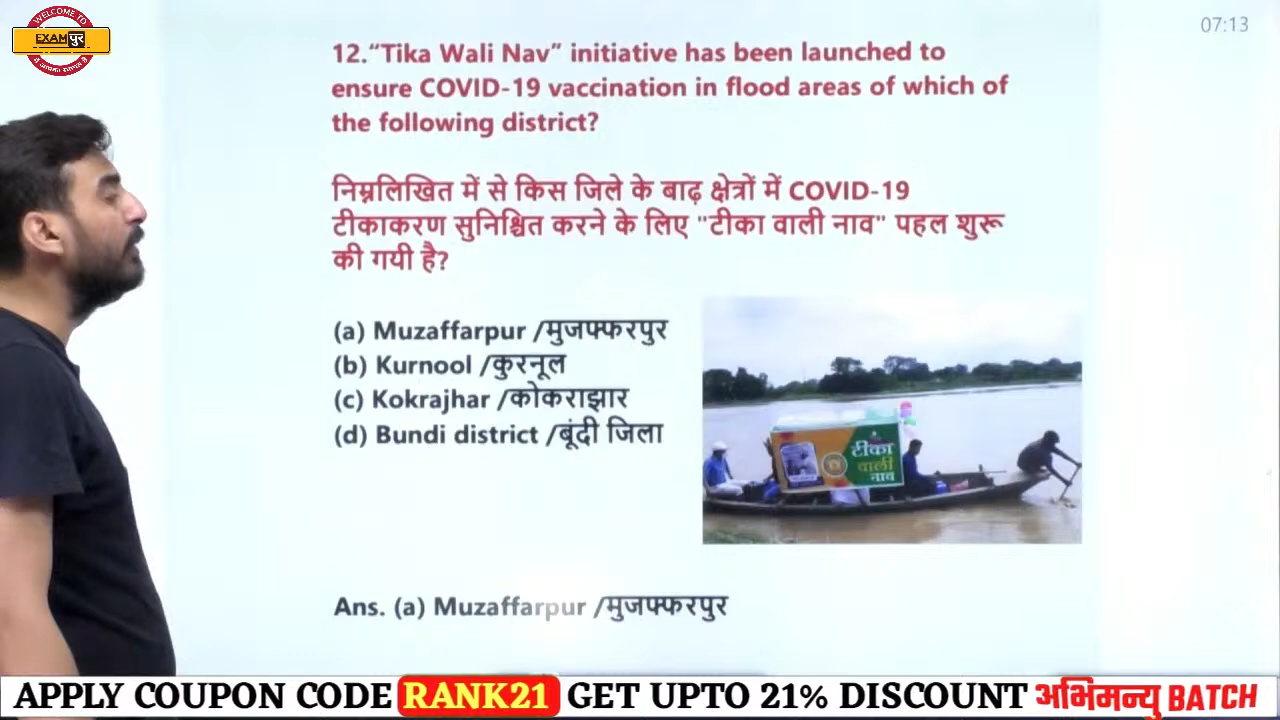 WELCOME TO
EXAMपुर
07:13
12.“Tika Wali Nav” initiative has been launched to
ensure COVID-19 vaccination in flood areas of which of
the following district?
निम्नलिखित में से किस जिले के बाढ़ क्षेत्रों में COVID-19
टीकाकरण सुनिश्चित करने के लिए "टीका वाली नाव" पहल शुरू
की गयी है?
(a) Muzaffarpur /मुजफ्फरपुर
(b) Kurnool /कुरनूल
(c) Kokrajhar /कोकराझार
(d) Bundi district /बूंदी जिला
टीका
वाली
नाव
Ans. (a) Muzaffarpur /मुजफ्फरपुर
APPLY COUPON CODE RANK21 GET UPTO 21% DISCOUNT अभिमन्यु BATCH